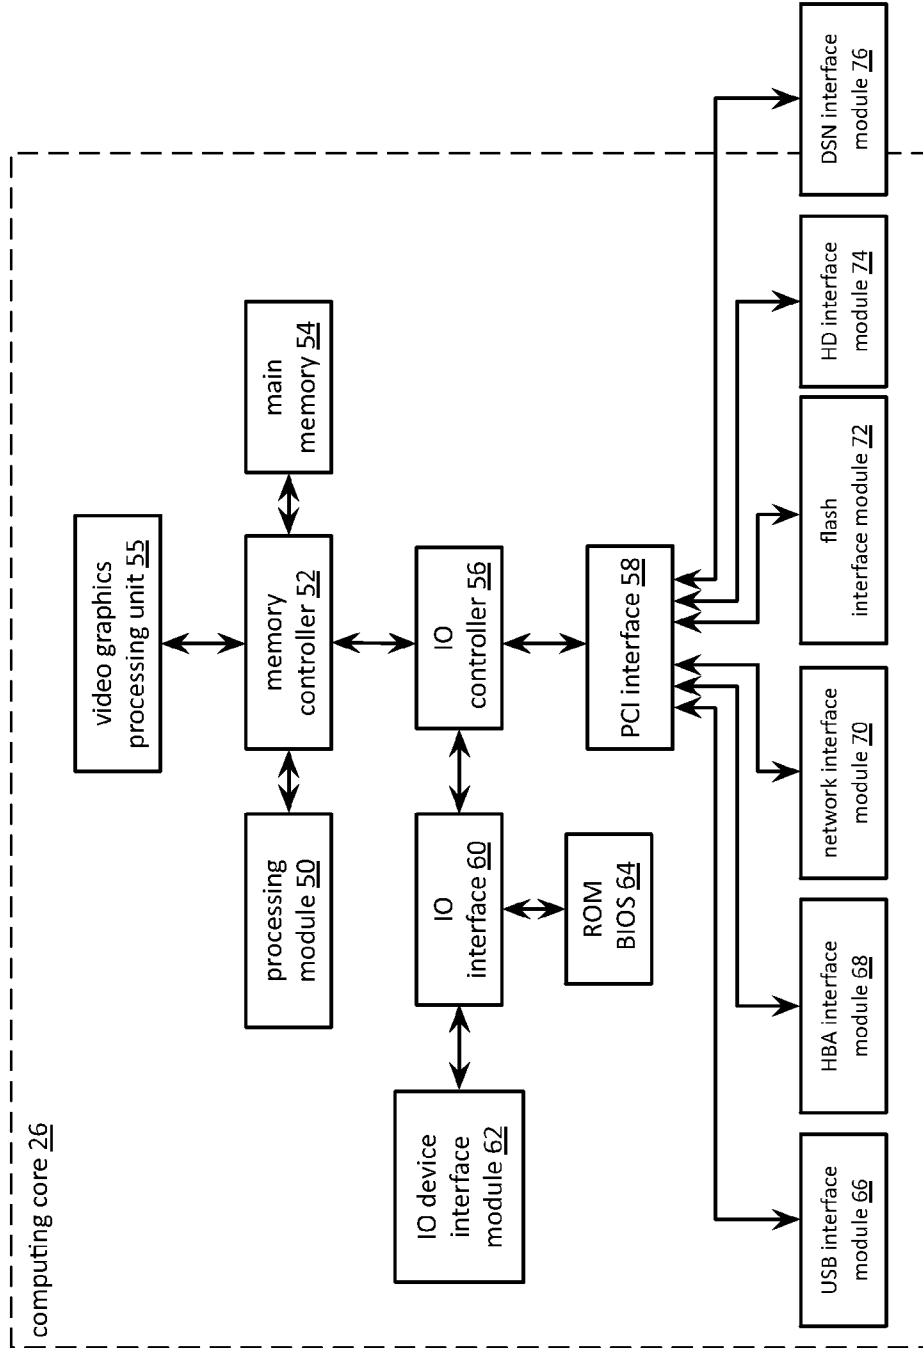 computing core 26
video graphics
processing unit 55
processing
module 50
memory
controller 52
main
memory 54
IO device
interface
module 62
IO
interface 60
IO
controller 56
ROM
BIOS 64
PCI interface 58
USB interface
module 66
HBA interface
module 68
network interface
module 70
flash
interface module 72
HD interface
module 74
DSN interface
module 76